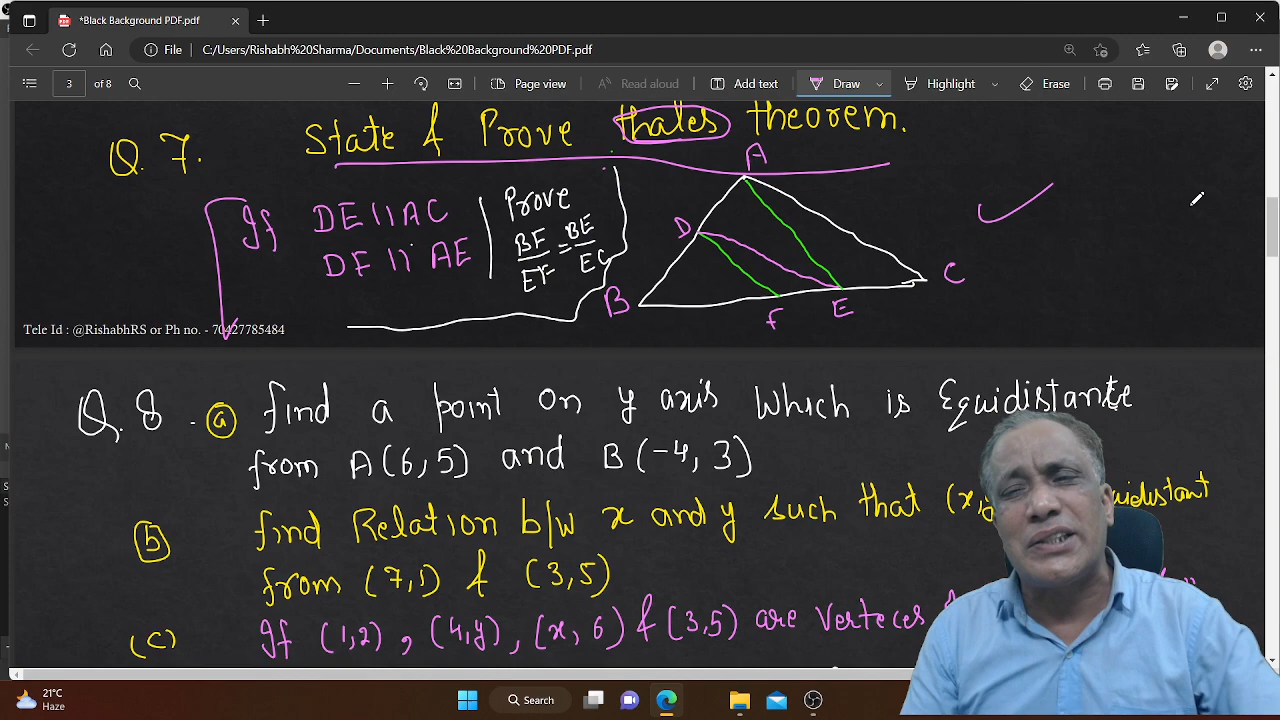 *Black Background PDF.pdf
File C:/Users/Rishabh%20Sharma/Documents/Black%20Background%20PDF.pdf
3 of 8 Page view Read aloud Add text Draw Highlight Erase
Q.7. State & Prove thales theorem.
If DE || AC
DF || AE
Prove
BF/EF = BE/EC
A
D
B
F
E
C
Tele Id : @RishabhRS or Ph no. - 70427785484
Q.8. (a) find a point on y axis which is Equidistante
from A(6, 5) and B(-4, 3)
(b) find Relation b/w x and y such that (x,y
from (7,1) & (3,5)
(c) If (1,2), (4,y), (x, 6) & (3,5) are Verteces
21°C
Haze
Search